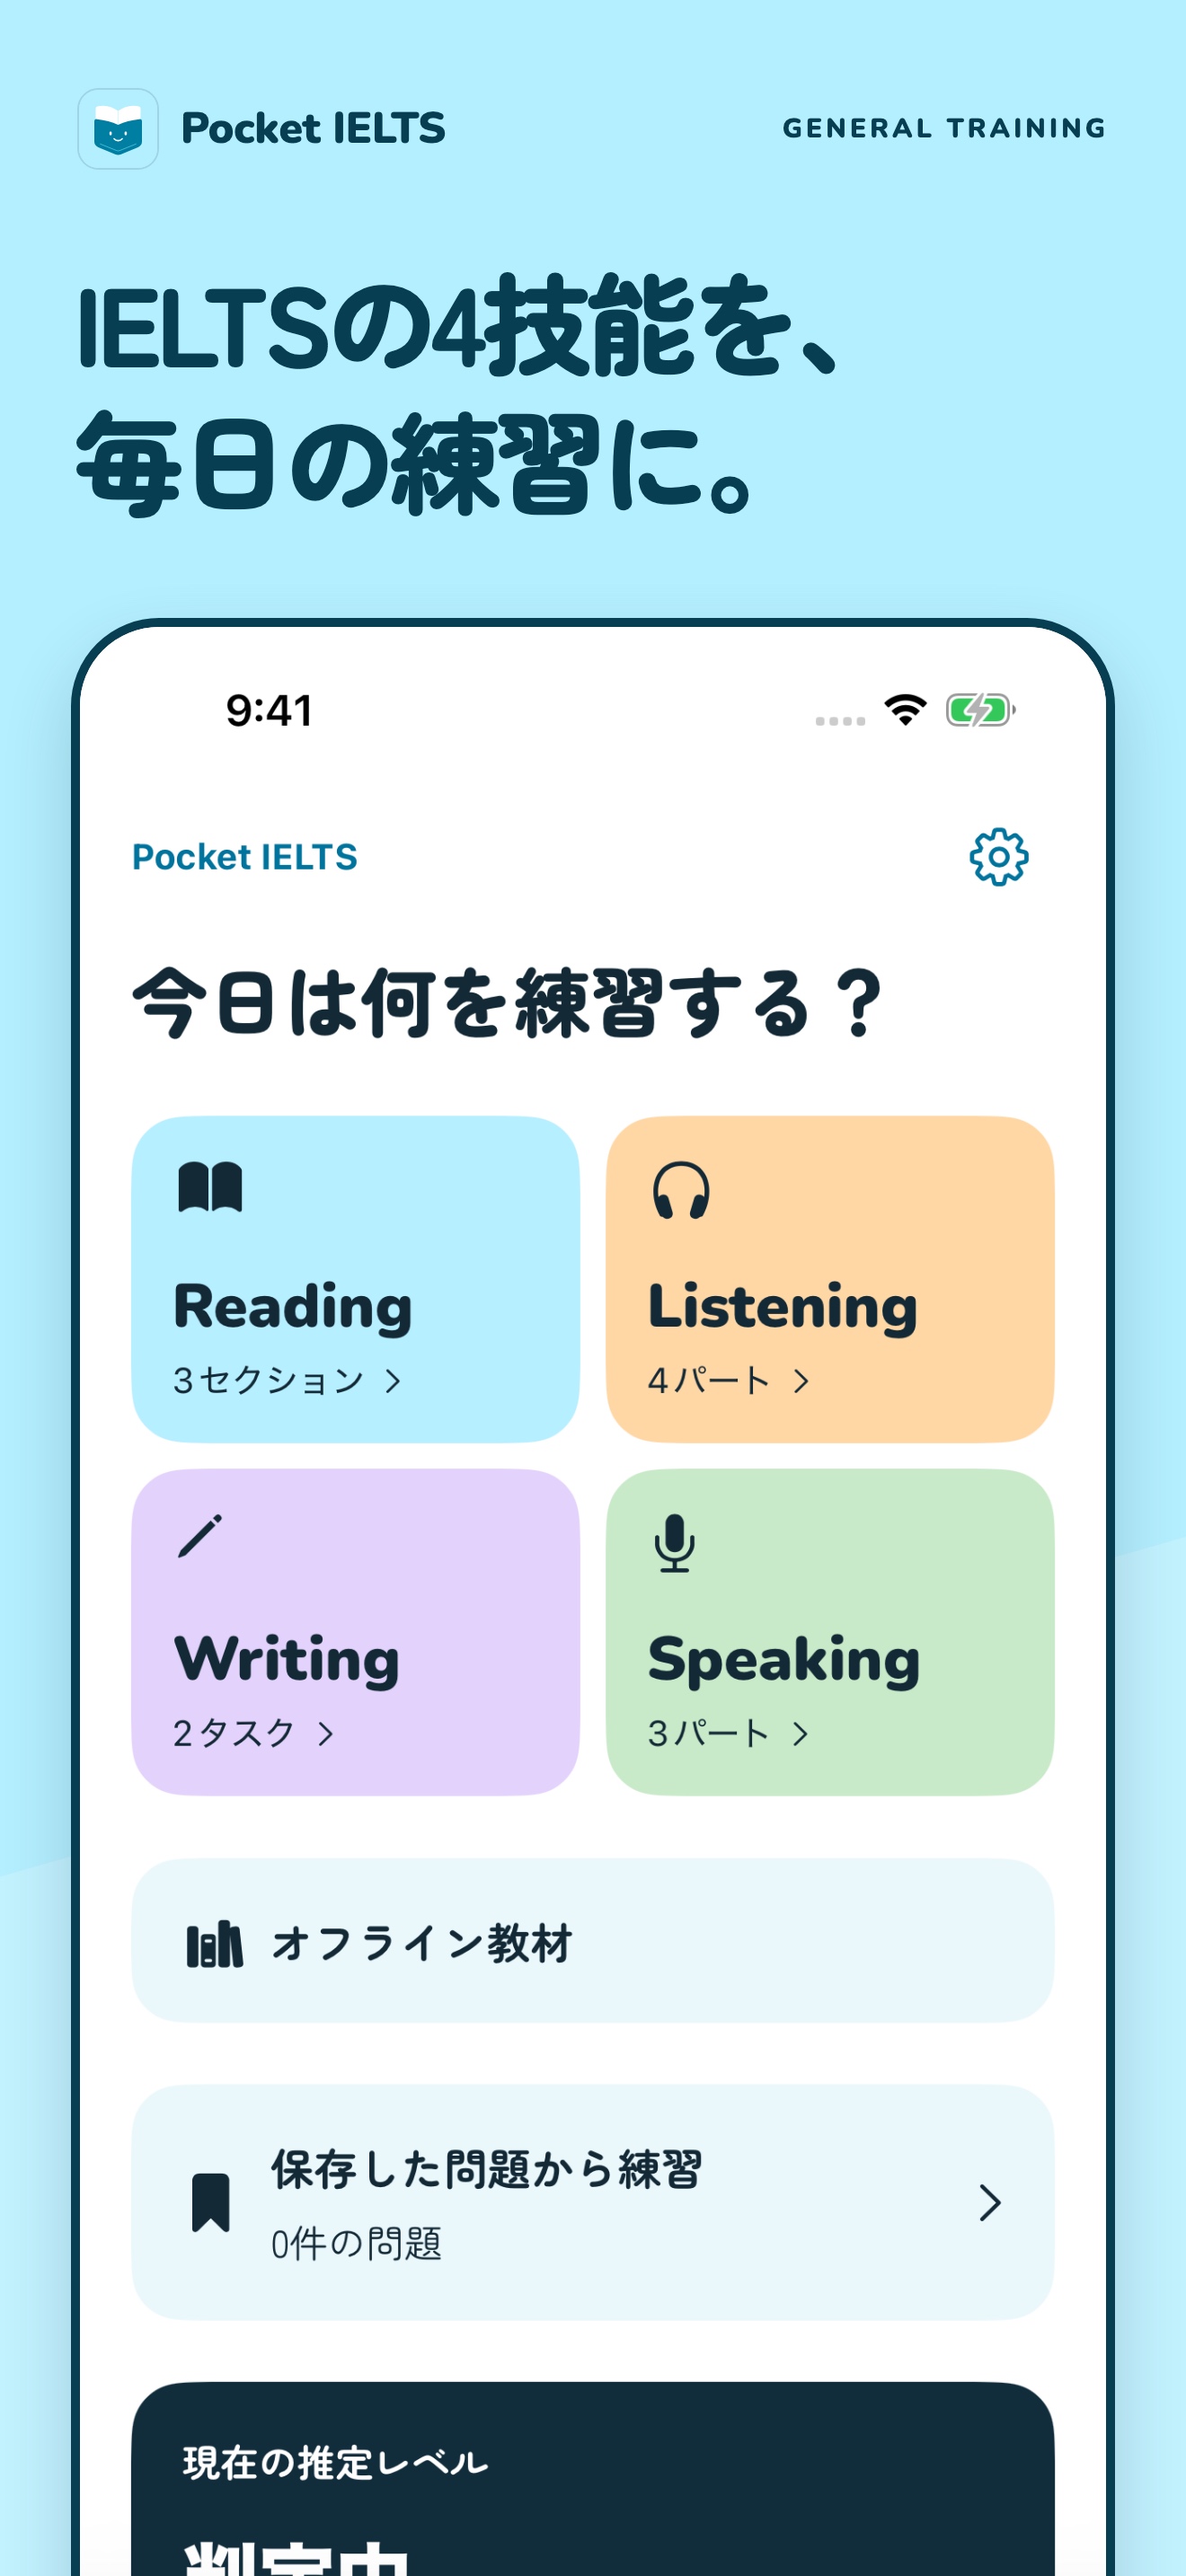 Pocket IELTS
GENERAL TRAINING
IELTSの4技能を、
毎日の練習に。
9:41
Pocket IELTS
今日は何を練習する？
Reading
3セクション
Listening
4パート
Writing
2タスク
Speaking
3パート
オフライン教材
保存した問題から練習
0件の問題
現在の推定レベル
判定中